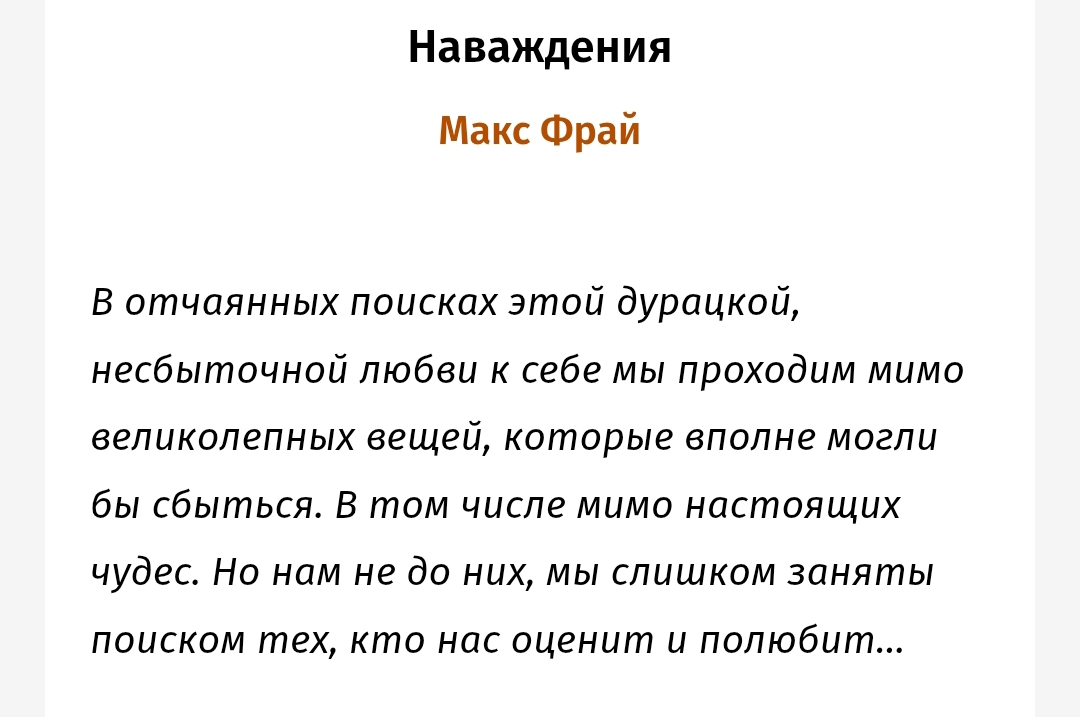 Наваждения
Макс Фрай
В отчаянных поисках этой дурацкой,
несбыточной любви к себе мы проходим мимо
великолепных вещей, которые вполне могли
бы сбыться. В том числе мимо настоящих
чудес. Но нам не до них, мы слишком заняты
поиском тех, кто нас оценит и полюбит...